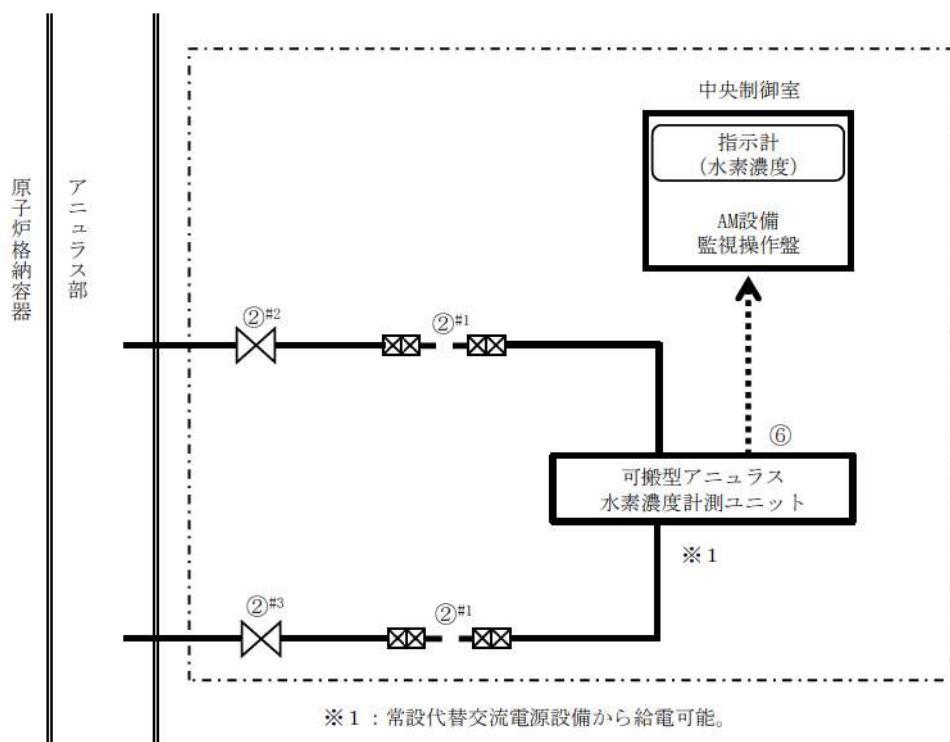 中央制御室
指示計
(水素濃度)
AM設備
監視操作盤
原子炉格納容器
アニュラス部
②#2
②#1
⑥
可搬型アニュラス
水素濃度計測ユニット
※1
②#3
②#1
※1：常設代替交流電源設備から給電可能。